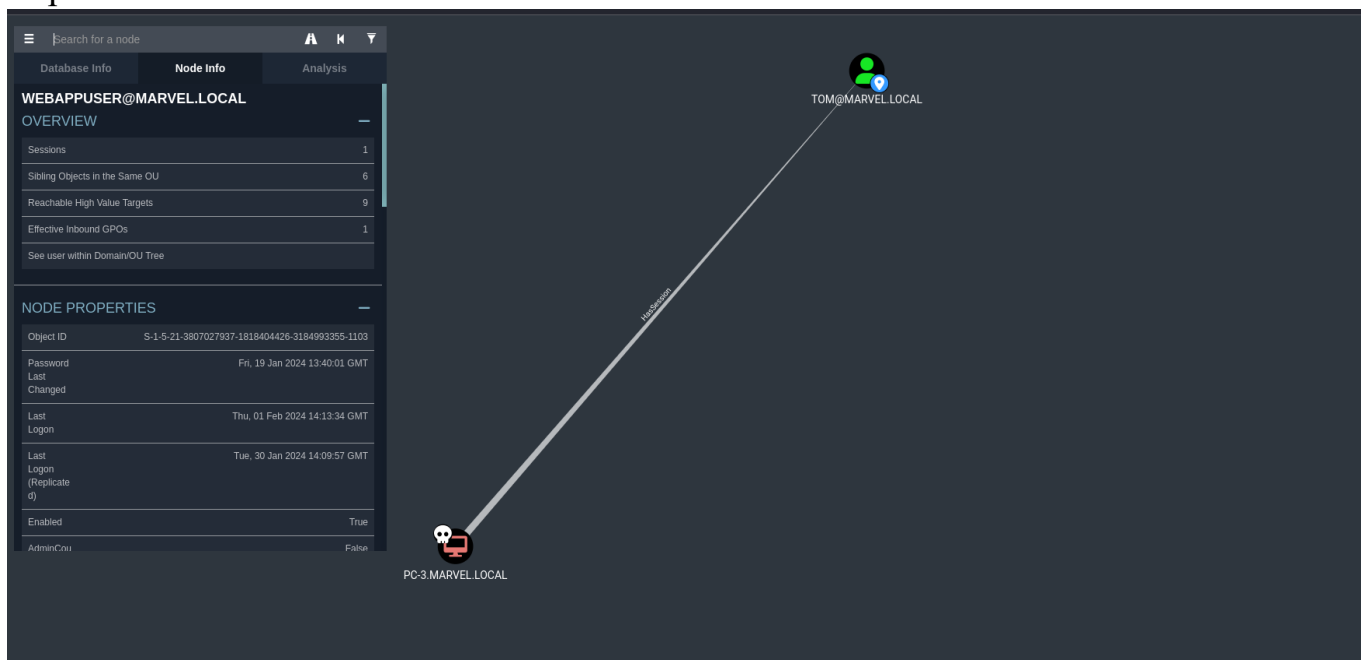 Search for a node
Database Info Node Info Analysis
WEBAPPUSER@MARVEL.LOCAL
OVERVIEW
Sessions 1
Sibling Objects in the Same OU 6
Reachable High Value Targets 9
Effective Inbound GPOs 1
See user within Domain/OU Tree
NODE PROPERTIES
Object ID S-1-5-21-3807027937-1818404426-3184993355-1103
Password Fri, 19 Jan 2024 13:40:01 GMT
Last
Changed
Last Thu, 01 Feb 2024 14:13:34 GMT
Logon
Last Tue, 30 Jan 2024 14:09:57 GMT
Logon
(Replicate
d)
Enabled True
AdminCou False
TOM@MARVEL.LOCAL
HasSession
PC-3.MARVEL.LOCAL